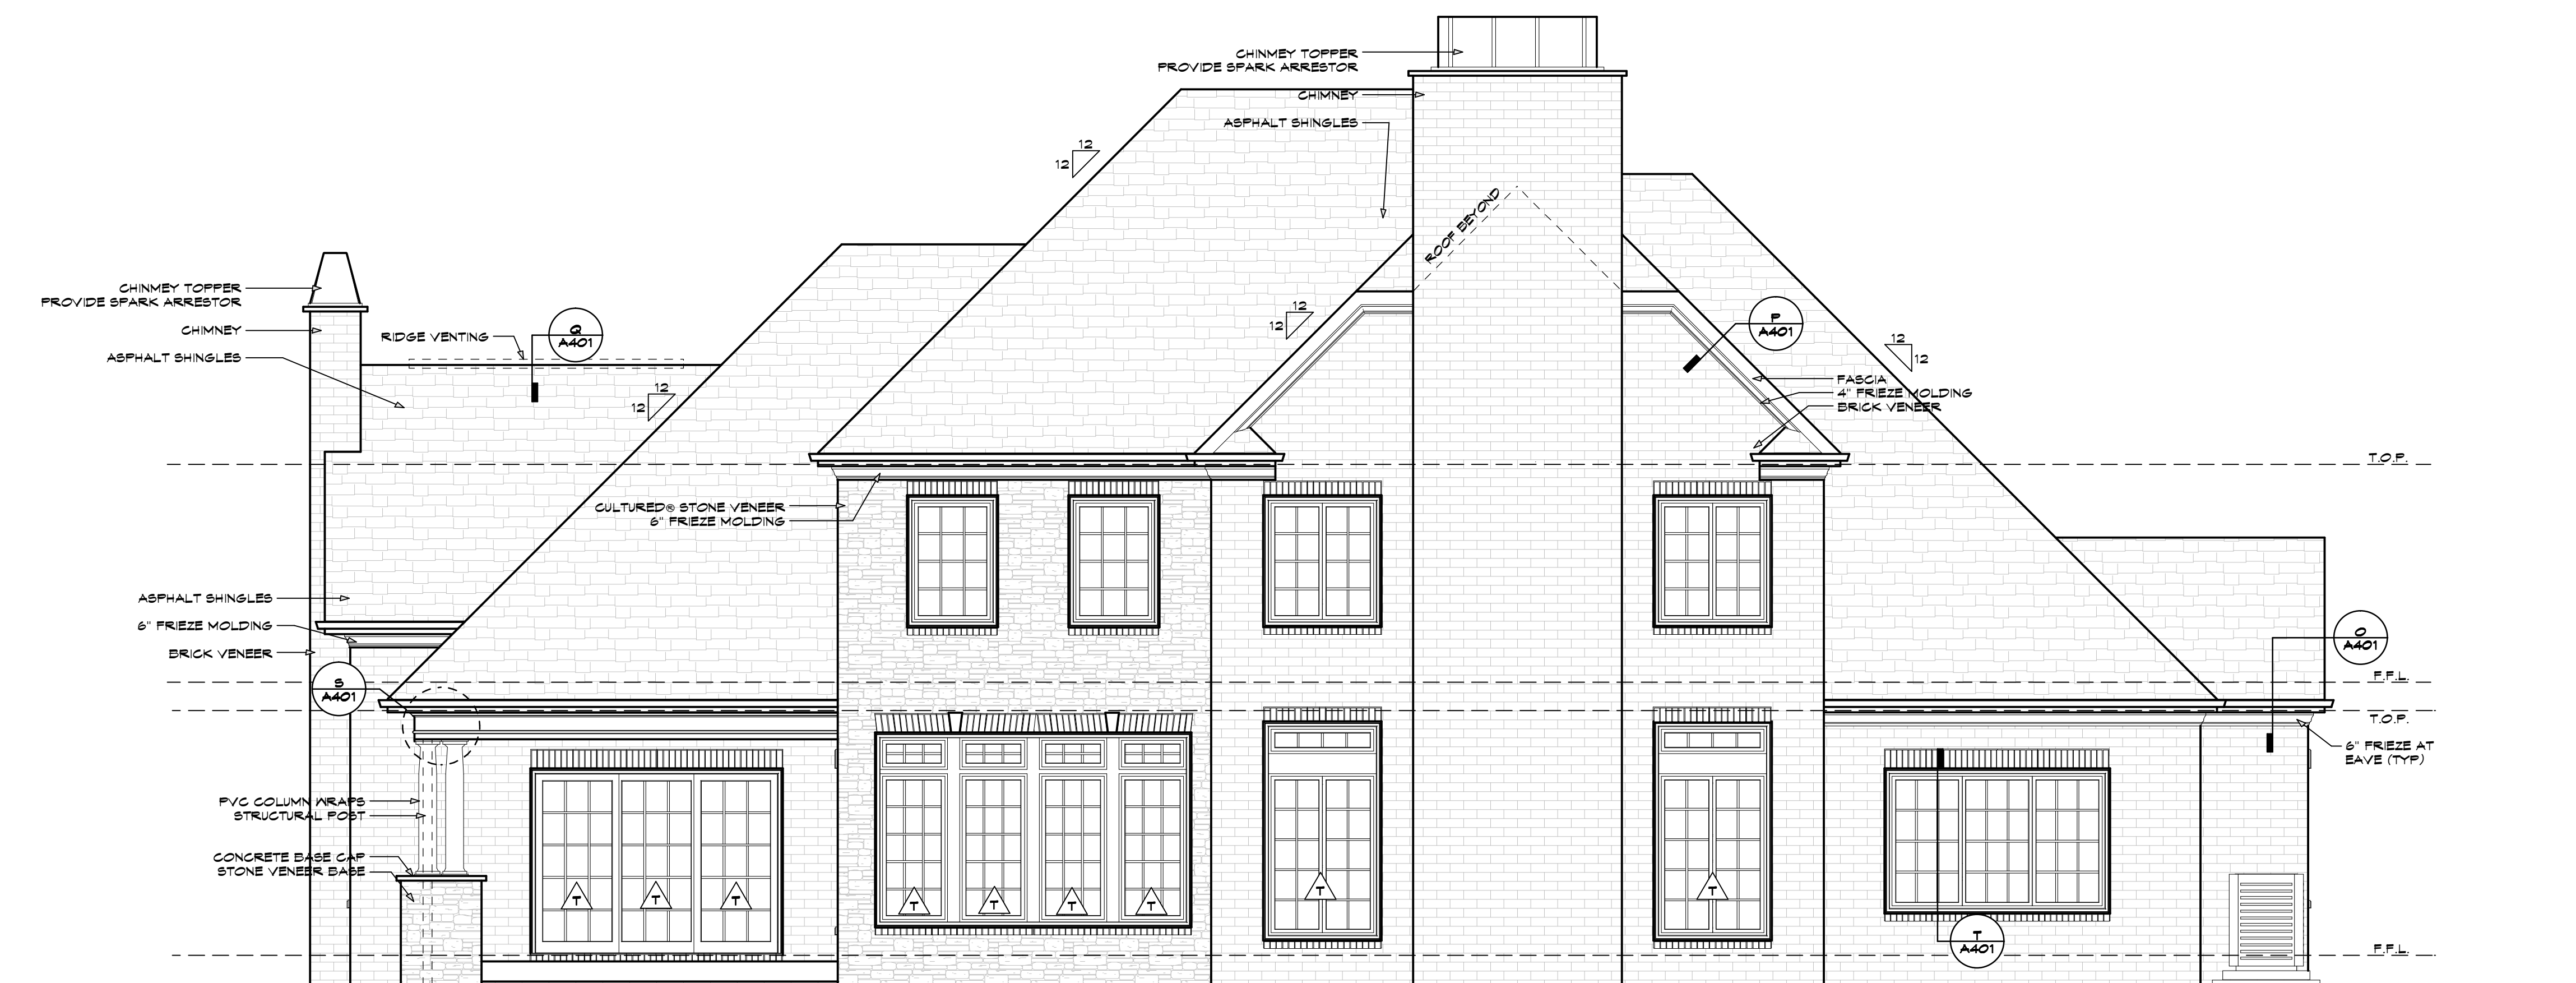 CHINMEY TOPPER
PROVIDE SPARK ARRESTOR
CHIMNEY
ASPHALT SHINGLES
12
12
ROOF BEYOND
CHINMEY TOPPER
PROVIDE SPARK ARRESTOR
CHIMNEY
ASPHALT SHINGLES
RIDGE VENTING
Q
A401
12
12
12
12
P
A401
12
12
FASCIA
4" FRIEZE MOLDING
BRICK VENEER
T.O.P.
CULTURED® STONE VENEER
6" FRIEZE MOLDING
ASPHALT SHINGLES
6" FRIEZE MOLDING
BRICK VENEER
S
A401
O
A401
F.F.L.
T.O.P.
6" FRIEZE AT
EAVE (TYP)
PVC COLUMN WRAPS
STRUCTURAL POST
CONCRETE BASE CAP
STONE VENEER BASE
T
T
T
T
T
T
T
T
T
T
A401
F.F.L.